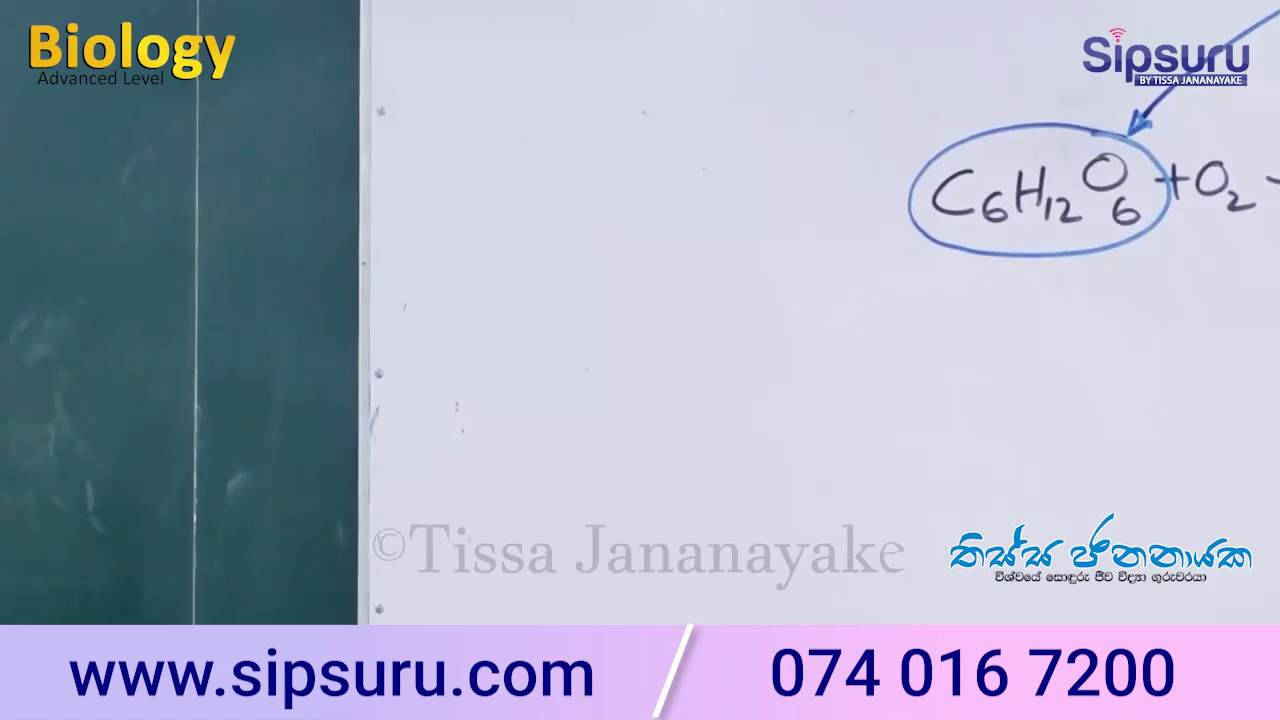 Biology
Advanced Level
Sipsuru
BY TISSA JANANAYAKE
C₆H₁₂O₆ + O₂ -
©Tissa Jananayake
තිස්ස ජනනායක
විශ්වයේ සොඳුරු ජීව විද්‍යා ගුරුවරයා
www.sipsuru.com
074 016 7200